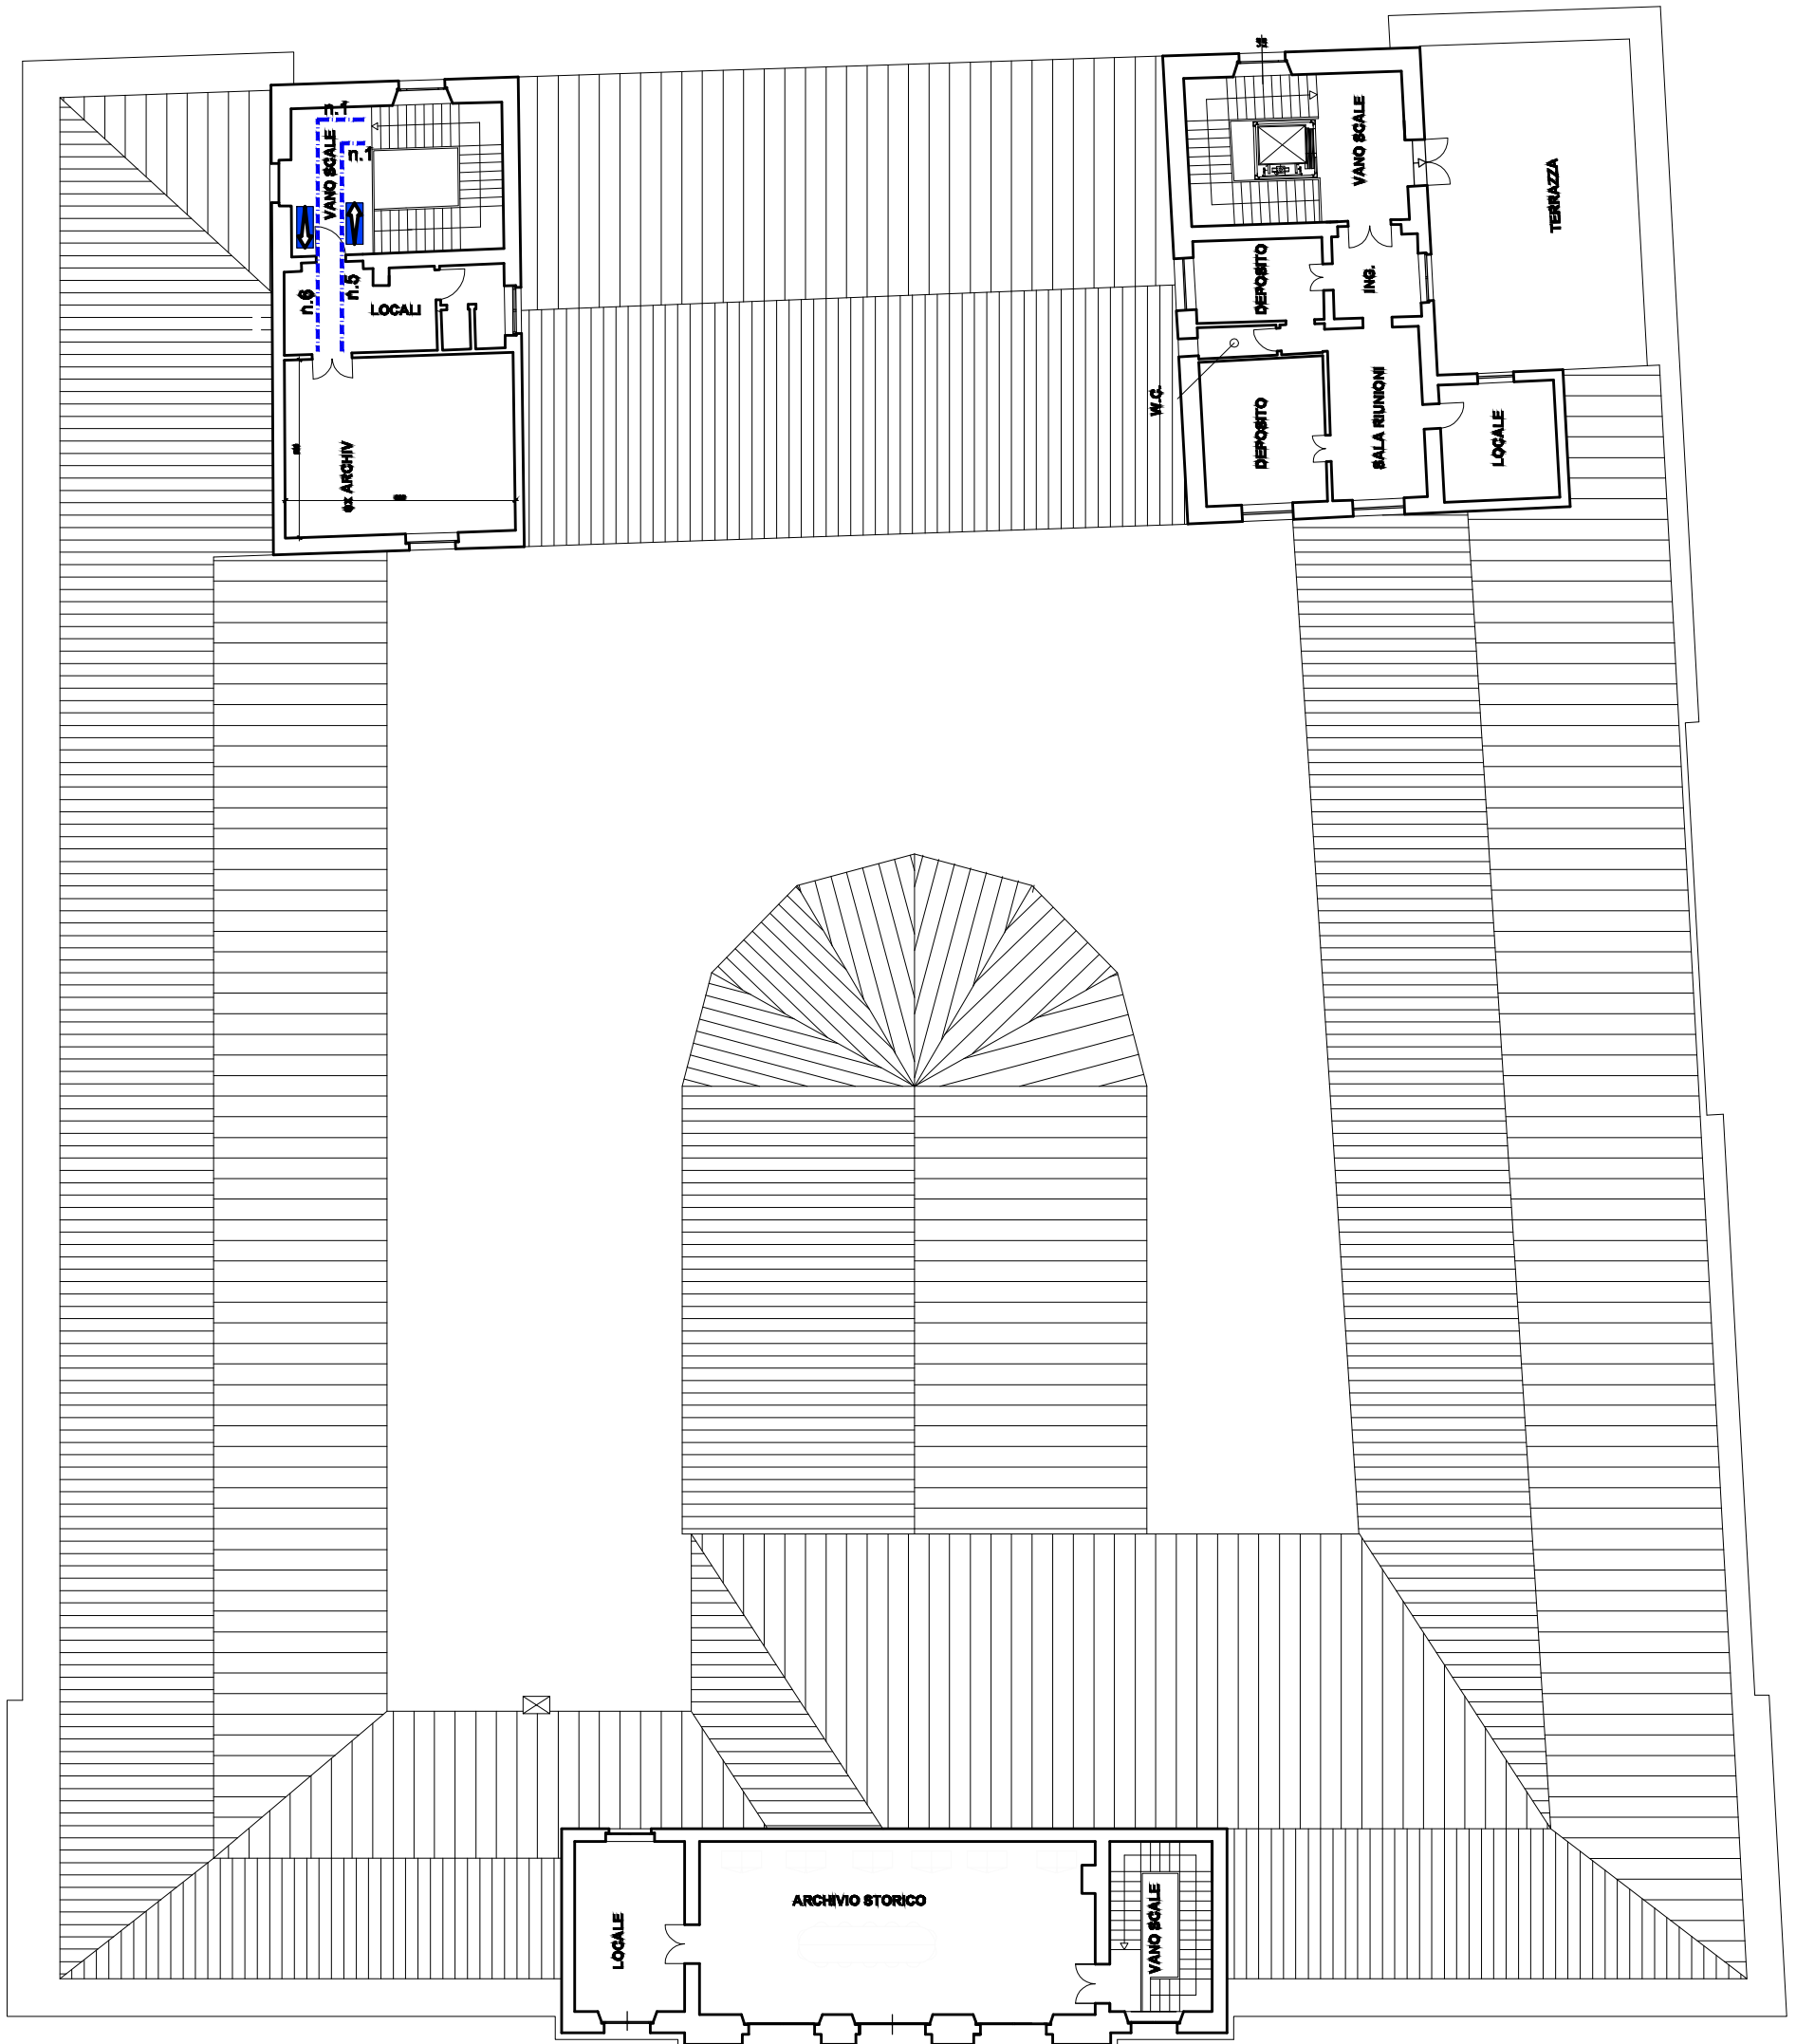 VANO SCALE
n.1
n.6
n.5
LOCALI
ex ARCHIV
VANO SCALE
TERRAZZA
DEPOSITO
ING.
W.C.
DEPOSITO
SALA RIUNIONI
LOCALE
ARCHIVIO STORICO
LOCALE
VANO SCALE